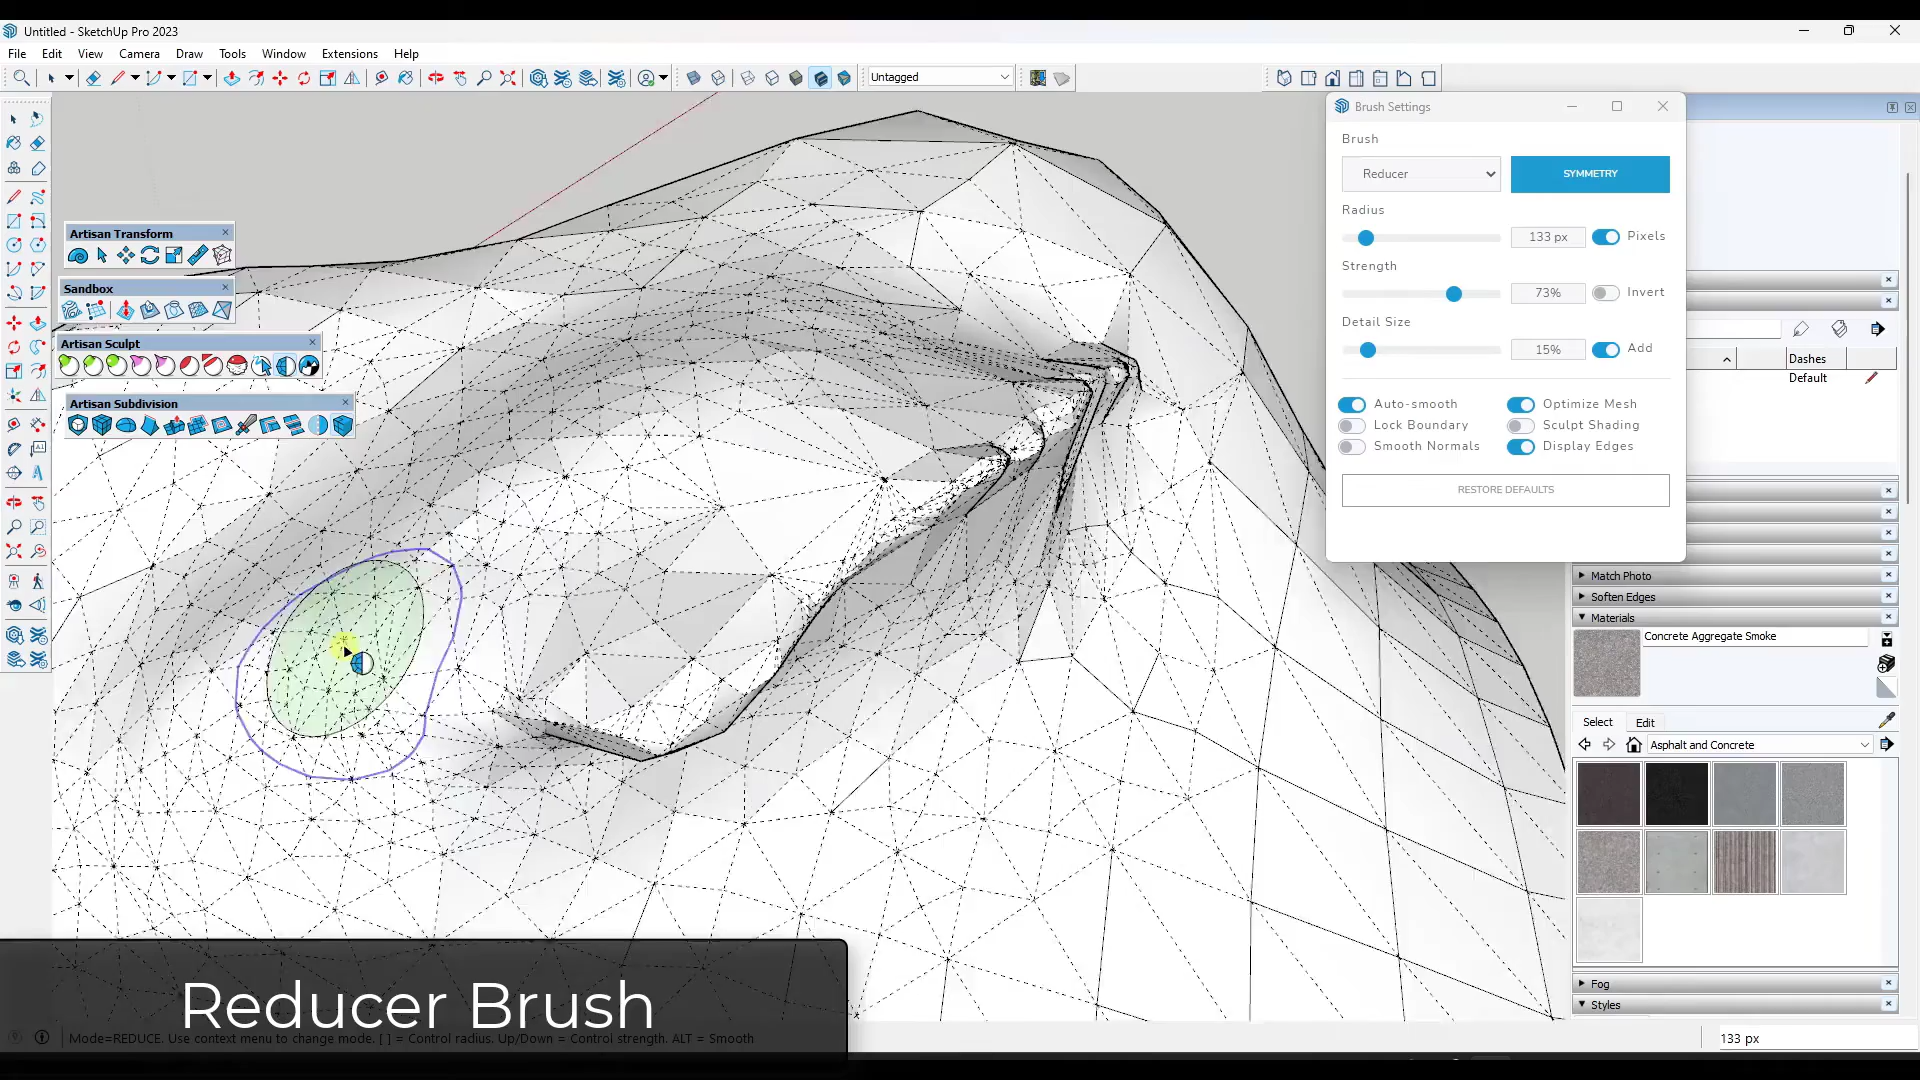 Untitled - SketchUp Pro 2023
File Edit View Camera Draw Tools Window Extensions Help
Untagged
Artisan Transform
Sandbox
Artisan Sculpt
Artisan Subdivision
Brush Settings
Brush
Reducer
SYMMETRY
Radius
133 px
Pixels
Strength
73%
Invert
Detail Size
15%
Add
Auto-smooth
Optimize Mesh
Lock Boundary
Sculpt Shading
Smooth Normals
Display Edges
RESTORE DEFAULTS
Dashes
Default
Match Photo
Soften Edges
Materials
Concrete Aggregate Smoke
Select
Edit
Asphalt and Concrete
Fog
Styles
Reducer Brush
Mode=REDUCE. Use context menu to change mode. [ ] = Control radius. Up/Down = Control strength. ALT = Smooth
133 px